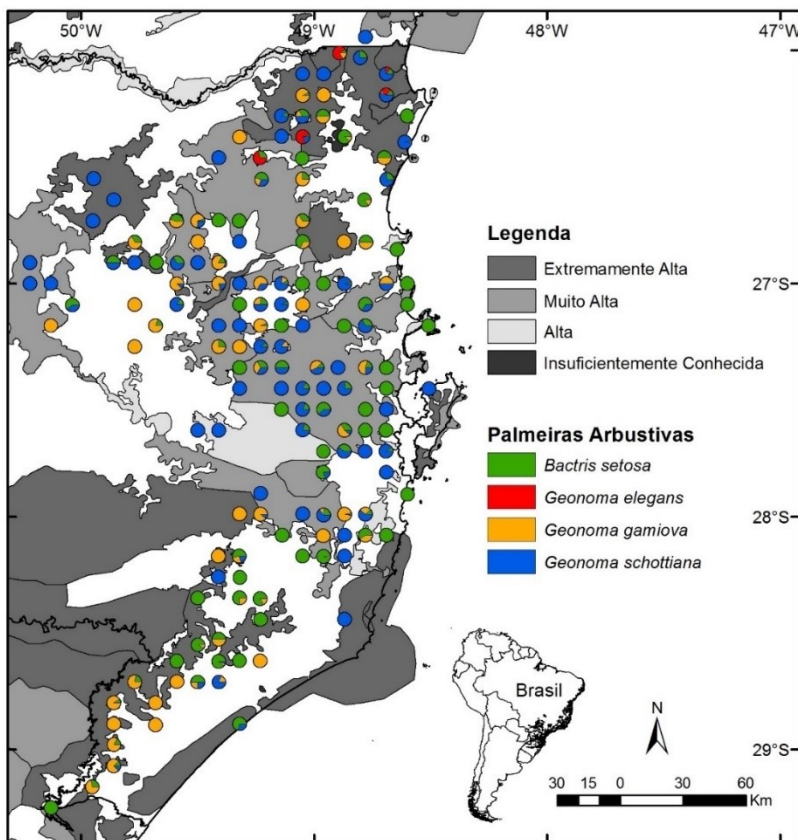 50°W 49°W 48°W 47°W
Legenda
Extremamente Alta
Muito Alta
27°S
Alta
Insuficientemente Conhecida
Palmeiras Arbustivas
Bactris setosa
Geonoma elegans
28°S
Geonoma gamiova
Geonoma schottiana
Brasil
N
29°S
30 15 0 30 60
Km